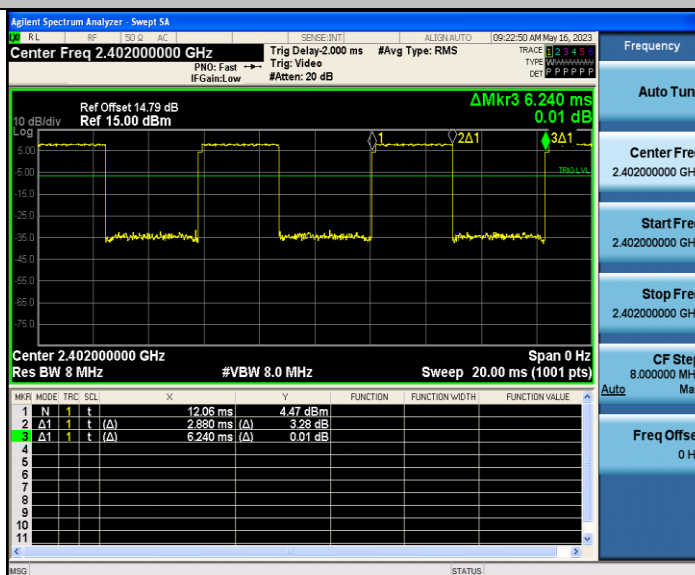 Agilent Spectrum Analyzer - Swept SA
RL RF 50 Ω AC SENSE:INT ALIGN AUTO 09:22:50 AM May 16, 2023
Center Freq 2.402000000 GHz
PNO: Fast
IFGain:Low
Trig Delay-2.000 ms
Trig: Video
#Atten: 20 dB
#Avg Type: RMS
TRACE 1 2 3 4 5 6
TYPE
DET P P P P P P
Ref Offset 14.79 dB
10 dB/div Ref 15.00 dBm
Log
ΔMkr3 6.240 ms
0.01 dB
1 2Δ1 3Δ1
5.00
-5.00
TRIG LVL
-15.0
-25.0
-35.0
-45.0
-55.0
-65.0
-75.0
Center 2.402000000 GHz Span 0 Hz
Res BW 8 MHz #VBW 8.0 MHz Sweep 20.00 ms (1001 pts)
MKR MODE TRC SCL X Y FUNCTION FUNCTION WIDTH FUNCTION VALUE
1 N 1 t 12.06 ms 4.47 dBm
2 Δ1 1 t (Δ) 2.880 ms (Δ) 3.28 dB
3 Δ1 1 t (Δ) 6.240 ms (Δ) 0.01 dB
4
5
6
7
8
9
10
11
MSG STATUS
Frequency
Auto Tun
Center Fre
2.402000000 GH
Start Fre
2.402000000 GH
Stop Fre
2.402000000 GH
CF Step
8.000000 MH
Auto Ma
Freq Offse
0 H